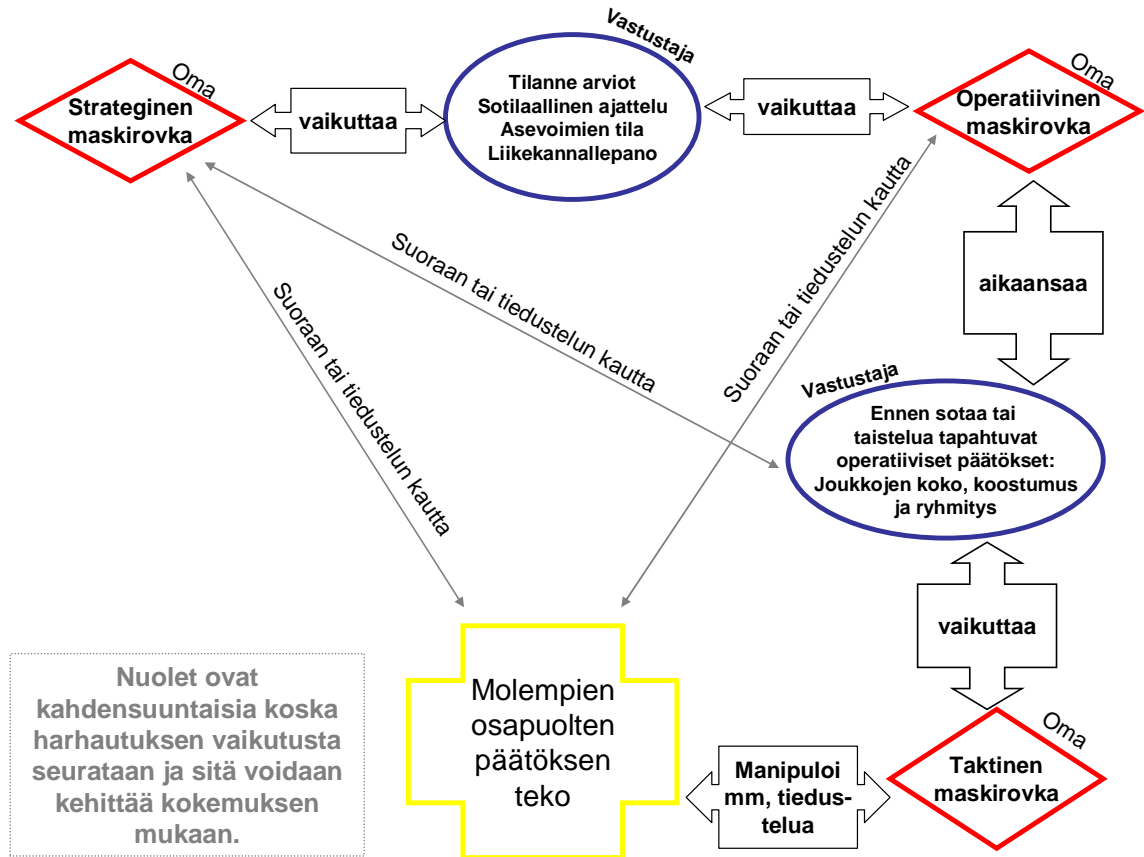 Oma
Strateginen
maskirovka
vaikuttaa
Vastustaja
Tilanne arviot
Sotilaallinen ajattelu
Asevoimien tila
Liikekannallepano
vaikuttaa
Oma
Operatiivinen
maskirovka
Suoraan tai tiedustelun kautta
Suoraan tai tiedustelun kautta
Suoraan tai tiedustelun kautta
aikaansaa
Vastustaja
Ennen sotaa tai
taistelua tapahtuvat
operatiiviset päätökset:
Joukkojen koko, koostumus
ja ryhmitys
vaikuttaa
Nuolet ovat
kahdensuuntaisia koska
harhautuksen vaikutusta
seurataan ja sitä voidaan
kehittää kokemuksen
mukaan.
Molempien
osapuolten
päätöksen
teko
Manipuloi
mm, tiedus-
telua
Oma
Taktinen
maskirovka